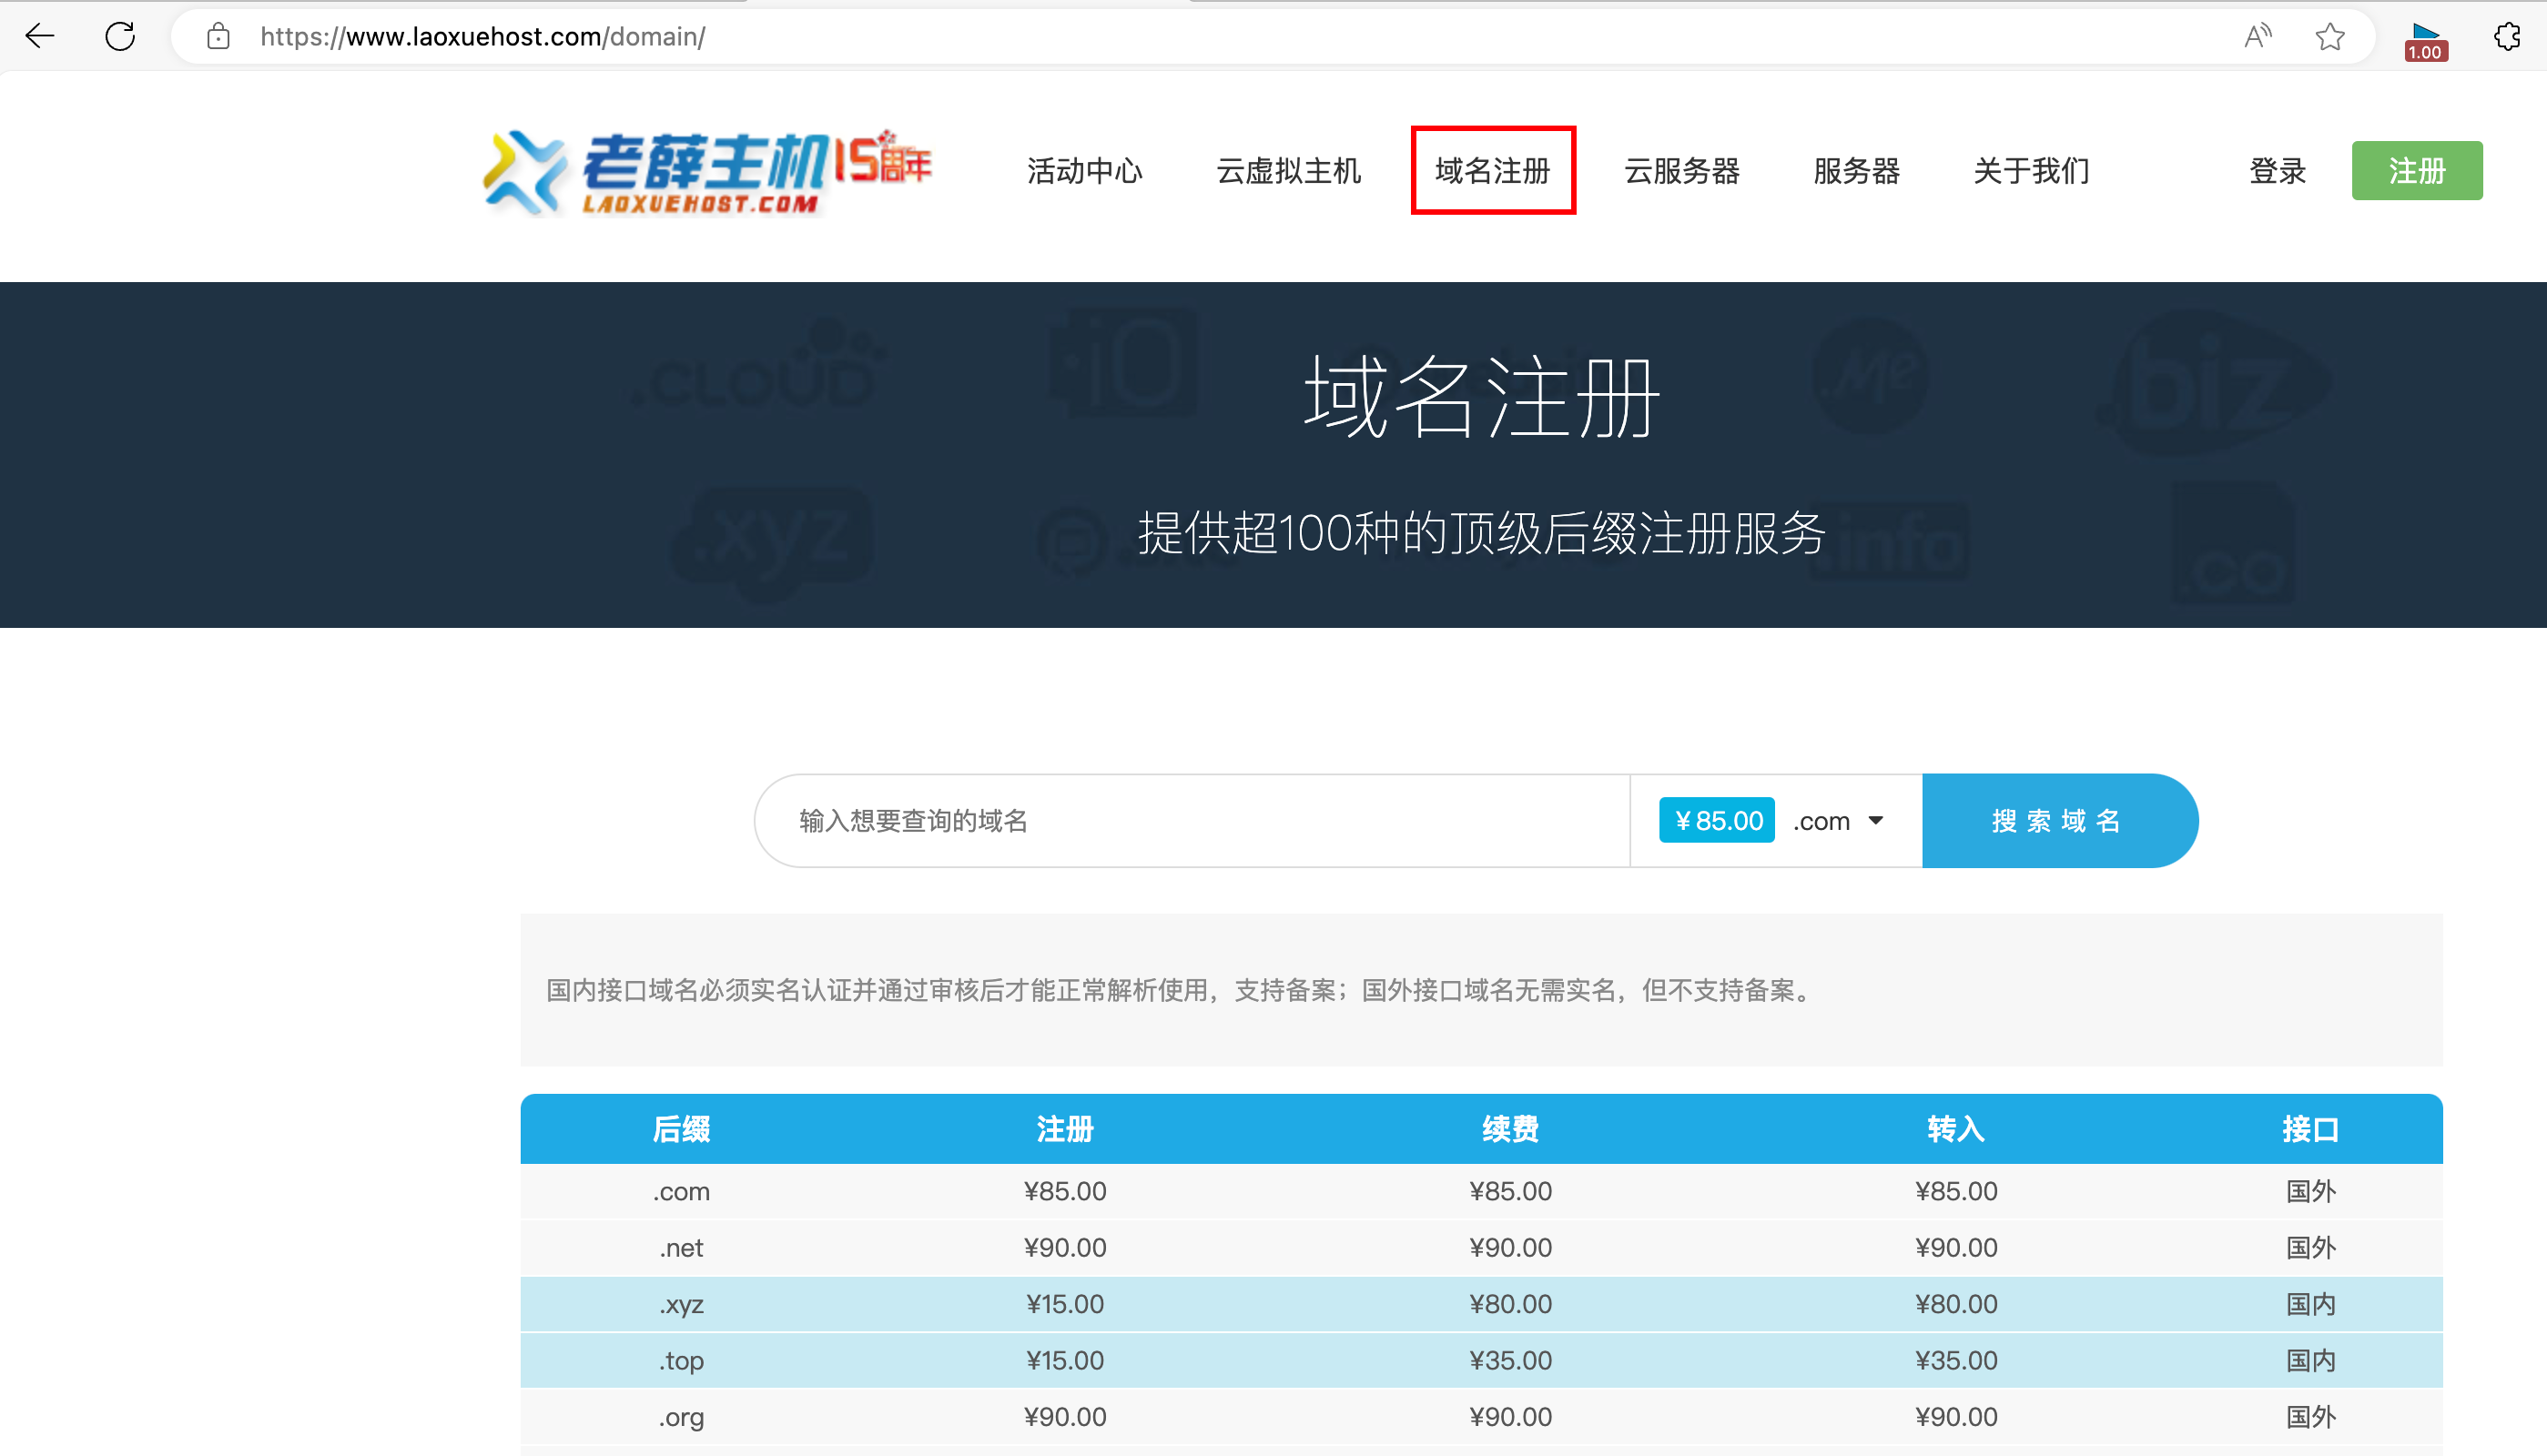 https://www.laoxuehost.com/domain/
1.00
老薛主机15周年
LAOXUEHOST.COM
活动中心 云虚拟主机 域名注册 云服务器 服务器 关于我们 登录 注册
.CLOUD .iO .Me .biz
域名注册
.xyz .info .co
提供超100种的顶级后缀注册服务
输入想要查询的域名 ¥85.00 .com 搜索域名
国内接口域名必须实名认证并通过审核后才能正常解析使用，支持备案；国外接口域名无需实名，但不支持备案。
后缀 注册 续费 转入 接口
.com ¥85.00 ¥85.00 ¥85.00 国外
.net ¥90.00 ¥90.00 ¥90.00 国外
.xyz ¥15.00 ¥80.00 ¥80.00 国内
.top ¥15.00 ¥35.00 ¥35.00 国内
.org ¥90.00 ¥90.00 ¥90.00 国外